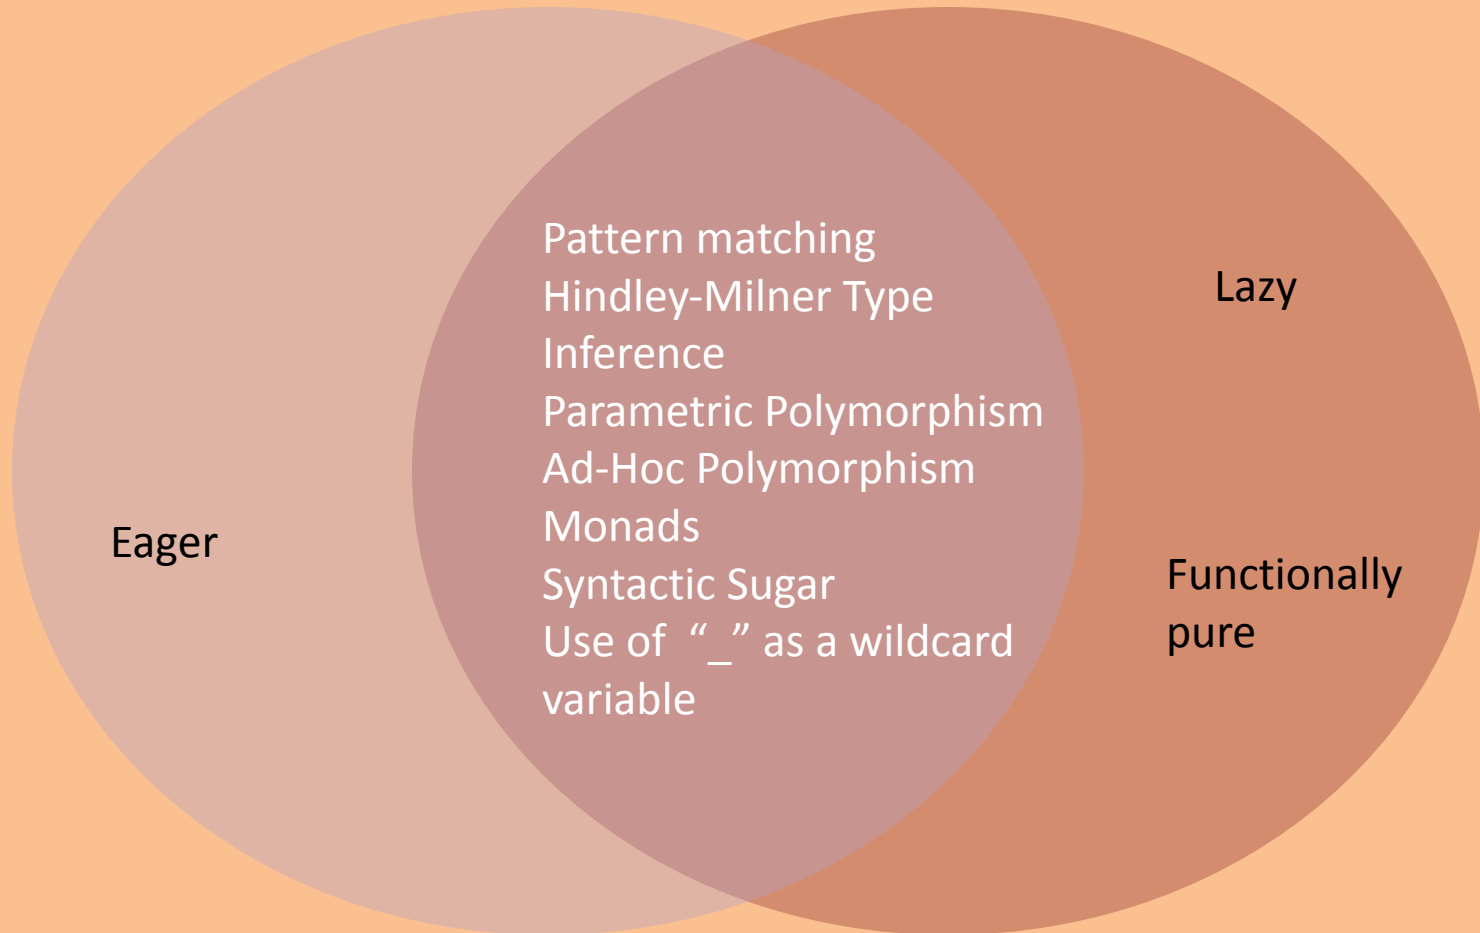 Eager
Pattern matching
Hindley-Milner Type
Inference
Parametric Polymorphism
Ad-Hoc Polymorphism
Monads
Syntactic Sugar
Use of “_” as a wildcard
variable
Lazy
Functionally
pure